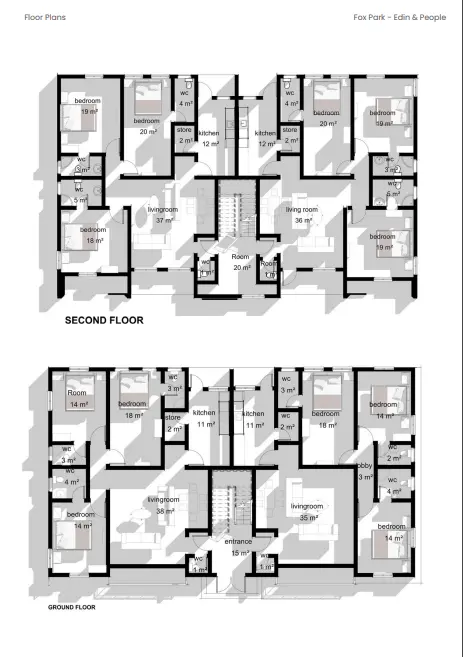 Floor Plans
Fox Park - Edin & People
bedroom
19 m²
bedroom
20 m²
wc
4 m²
store
2 m²
kitchen
12 m²
kitchen
12 m²
wc
4 m²
store
2 m²
bedroom
20 m²
bedroom
19 m²
wc
3 m²
wc
5 m²
bedroom
18 m²
livingroom
37 m²
Room
20 m²
wc
Room
1 m²
living room
36 m²
wc
3 m²
wc
5 m²
bedroom
19 m²
SECOND FLOOR
Room
14 m²
bedroom
18 m²
wc
3 m²
store
2 m²
kitchen
11 m²
kitchen
11 m²
wc
3 m²
wc
2 m²
bedroom
18 m²
bedroom
14 m²
wc
3 m²
wc
4 m²
bedroom
14 m²
livingroom
38 m²
entrance
15 m²
wc
1 m²
wc
1 m²
livingroom
35 m²
lobby
3 m²
wc
2 m²
wc
4 m²
bedroom
14 m²
GROUND FLOOR